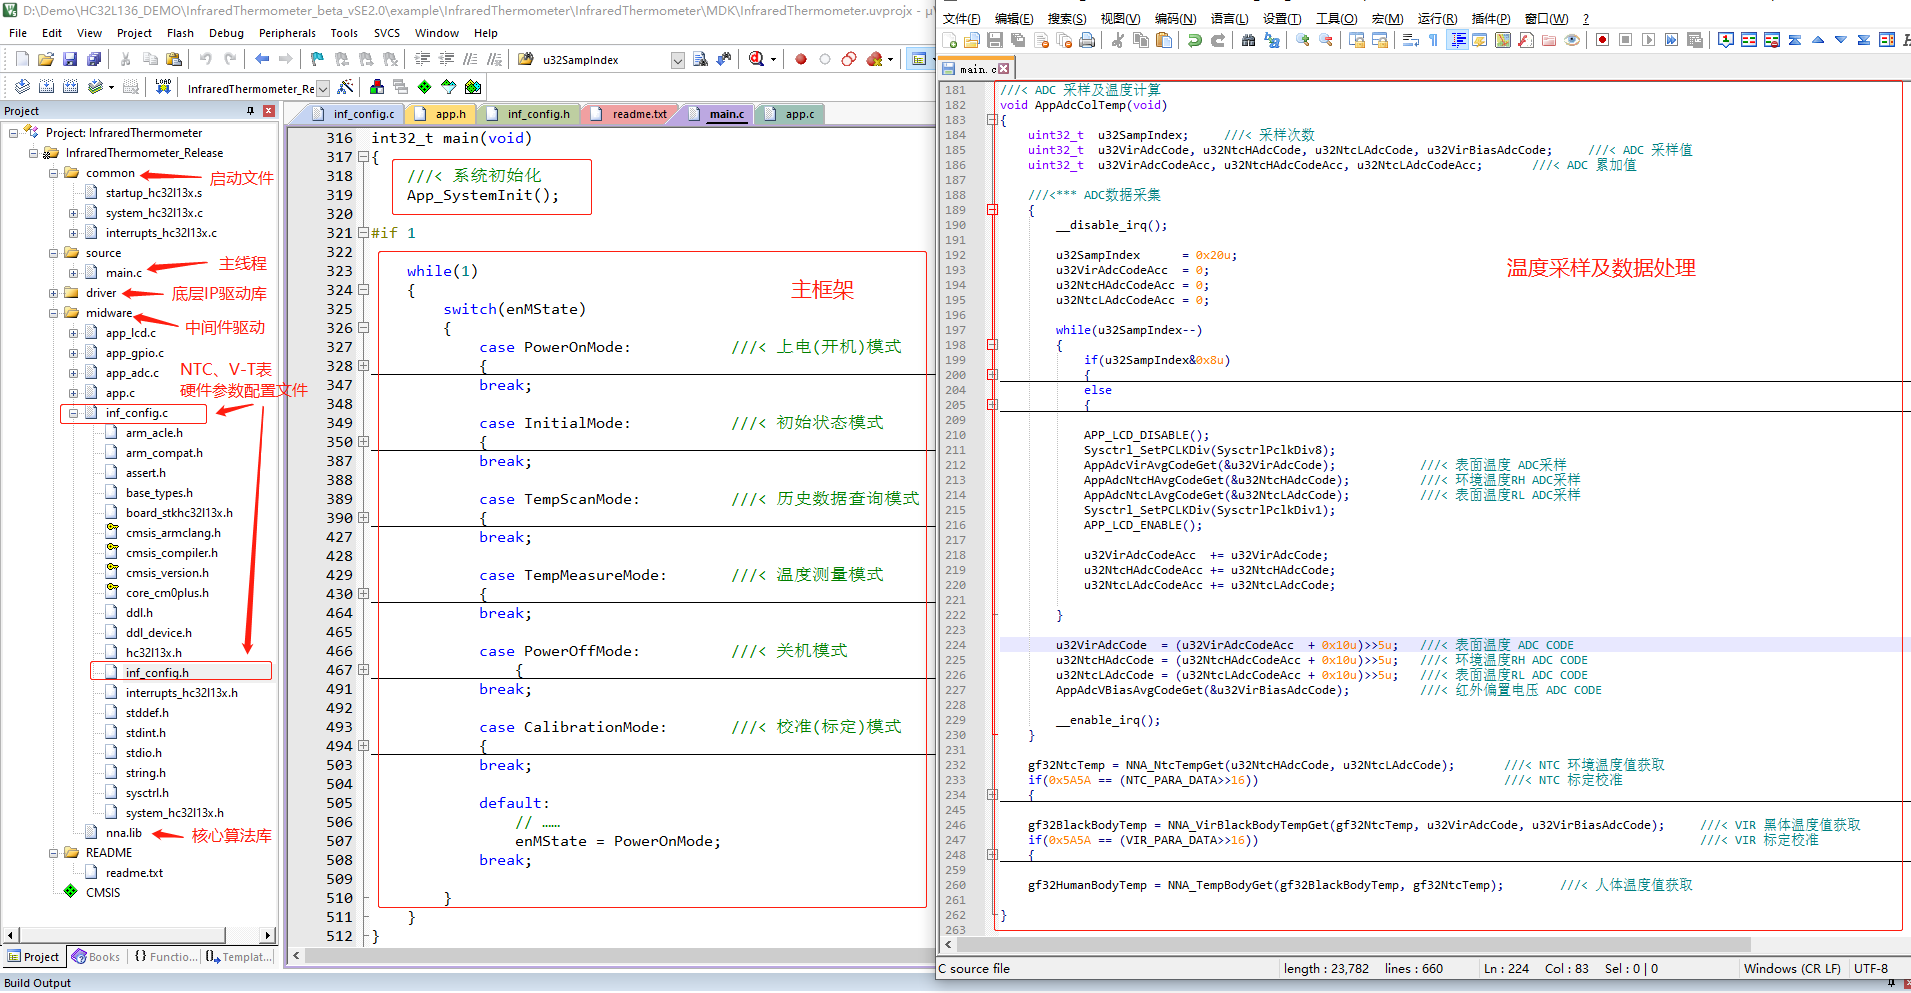 D:\Demo\HC32L136_DEMO\InfraredThermometer_beta_vSE2.0\example\InfraredThermometer\InfraredThermometer\MDK\InfraredThermometer.uvprojx - µV
File Edit View Project Flash Debug Peripherals Tools SVCS Window Help
u32SampIndex
LOAD
InfraredThermometer_Re
Project
Project: InfraredThermometer
InfraredThermometer_Release
common
启动文件
startup_hc32l13x.s
system_hc32l13x.c
interrupts_hc32l13x.c
source
main.c
主线程
driver
底层IP驱动库
midware
中间件驱动
app_lcd.c
app_gpio.c
app_adc.c
NTC、V-T表
app.c
硬件参数配置文件
inf_config.c
arm_acle.h
arm_compat.h
assert.h
base_types.h
board_stkhc32l13x.h
cmsis_armclang.h
cmsis_compiler.h
cmsis_version.h
core_cm0plus.h
ddl.h
ddl_device.h
hc32l13x.h
inf_config.h
interrupts_hc32l13x.h
stddef.h
stdint.h
stdio.h
string.h
sysctrl.h
system_hc32l13x.h
nna.lib
核心算法库
README
readme.txt
CMSIS
Project Books {} Functio... Templat...
Build Output
inf_config.c app.h inf_config.h readme.txt main.c app.c
316 int32_t main(void)
317 {
318 ///< 系统初始化
319 App_SystemInit();
320
321 #if 1
322
323 while(1)
主框架
324 {
325 switch(enMState)
326 {
327 case PowerOnMode: ///< 上电(开机)模式
328 {
347 break;
348
349 case InitialMode: ///< 初始状态模式
350 {
387 break;
388
389 case TempScanMode: ///< 历史数据查询模式
390 {
427 break;
428
429 case TempMeasureMode: ///< 温度测量模式
430 {
464 break;
465
466 case PowerOffMode: ///< 关机模式
467 {
491 break;
492
493 case CalibrationMode: ///< 校准(标定)模式
494 {
503 break;
504
505 default:
506 // ……
507 enMState = PowerOnMode;
508 break;
509
510 }
511 }
512 }
文件(F) 编辑(E) 搜索(S) 视图(V) 编码(N) 语言(L) 设置(T) 工具(O) 宏(M) 运行(R) 插件(P) 窗口(W) ?
main.c
181 ///< ADC 采样及温度计算
182 void AppAdcColTemp(void)
183 {
184 uint32_t u32SampIndex; ///< 采样次数
185 uint32_t u32VirAdcCode, u32NtcHAdcCode, u32NtcLAdcCode, u32VirBiasAdcCode; ///< ADC 采样值
186 uint32_t u32VirAdcCodeAcc, u32NtcHAdcCodeAcc, u32NtcLAdcCodeAcc; ///< ADC 累加值
187
188 ///<*** ADC数据采集
189 {
190 __disable_irq();
191
192 u32SampIndex = 0x20u;
193 u32VirAdcCodeAcc = 0;
温度采样及数据处理
194 u32NtcHAdcCodeAcc = 0;
195 u32NtcLAdcCodeAcc = 0;
196
197 while(u32SampIndex--)
198 {
199 if(u32SampIndex&0x8u)
200 {
204 else
205 {
209
210 APP_LCD_DISABLE();
211 Sysctrl_SetPCLKDiv(SysctrlPclkDiv8);
212 AppAdcVirAvgCodeGet(&u32VirAdcCode); ///< 表面温度 ADC采样
213 AppAdcNtcHAvgCodeGet(&u32NtcHAdcCode); ///< 环境温度RH ADC采样
214 AppAdcNtcLAvgCodeGet(&u32NtcLAdcCode); ///< 表面温度RL ADC采样
215 Sysctrl_SetPCLKDiv(SysctrlPclkDiv1);
216 APP_LCD_ENABLE();
217
218 u32VirAdcCodeAcc += u32VirAdcCode;
219 u32NtcHAdcCodeAcc += u32NtcHAdcCode;
220 u32NtcLAdcCodeAcc += u32NtcLAdcCode;
221
222 }
223
224 u32VirAdcCode = (u32VirAdcCodeAcc + 0x10u)>>5u; ///< 表面温度 ADC CODE
225 u32NtcHAdcCode = (u32NtcHAdcCodeAcc + 0x10u)>>5u; ///< 环境温度RH ADC CODE
226 u32NtcLAdcCode = (u32NtcLAdcCodeAcc + 0x10u)>>5u; ///< 表面温度RL ADC CODE
227 AppAdcVBiasAvgCodeGet(&u32VirBiasAdcCode); ///< 红外偏置电压 ADC CODE
228
229 __enable_irq();
230 }
231
232 gf32NtcTemp = NNA_NtcTempGet(u32NtcHAdcCode, u32NtcLAdcCode); ///< NTC 环境温度值获取
233 if(0x5A5A == (NTC_PARA_DATA>>16)) ///< NTC 标定校准
234 {
245
246 gf32BlackBodyTemp = NNA_VirBlackBodyTempGet(gf32NtcTemp, u32VirAdcCode, u32VirBiasAdcCode); ///< VIR 黑体温度值获取
247 if(0x5A5A == (VIR_PARA_DATA>>16)) ///< VIR 标定校准
248 {
259
260 gf32HumanBodyTemp = NNA_TempBodyGet(gf32BlackBodyTemp, gf32NtcTemp); ///< 人体温度值获取
261
262 }
263
C source file length : 23,782 lines : 660 Ln : 224 Col : 83 Sel : 0 | 0 Windows (CR LF) UTF-8